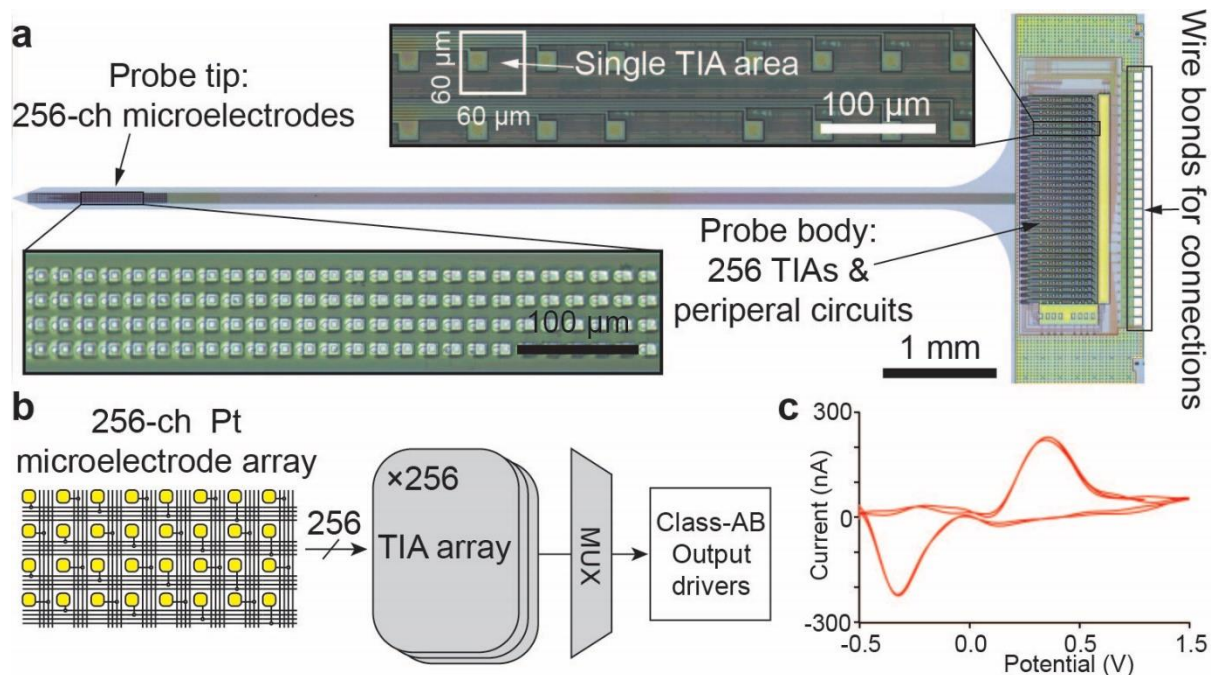 a
Probe tip:
256-ch microelectrodes
60 μm
60 μm
Single TIA area
100 μm
Wire bonds for connections
100 μm
Probe body:
256 TIAs &
periperal circuits
1 mm
b
256-ch Pt
microelectrode array
256
×256
TIA array
MUX
Class-AB
Output
drivers
c
300
0
-300
Current (nA)
-0.5
0.0
0.5
1.5
Potential (V)